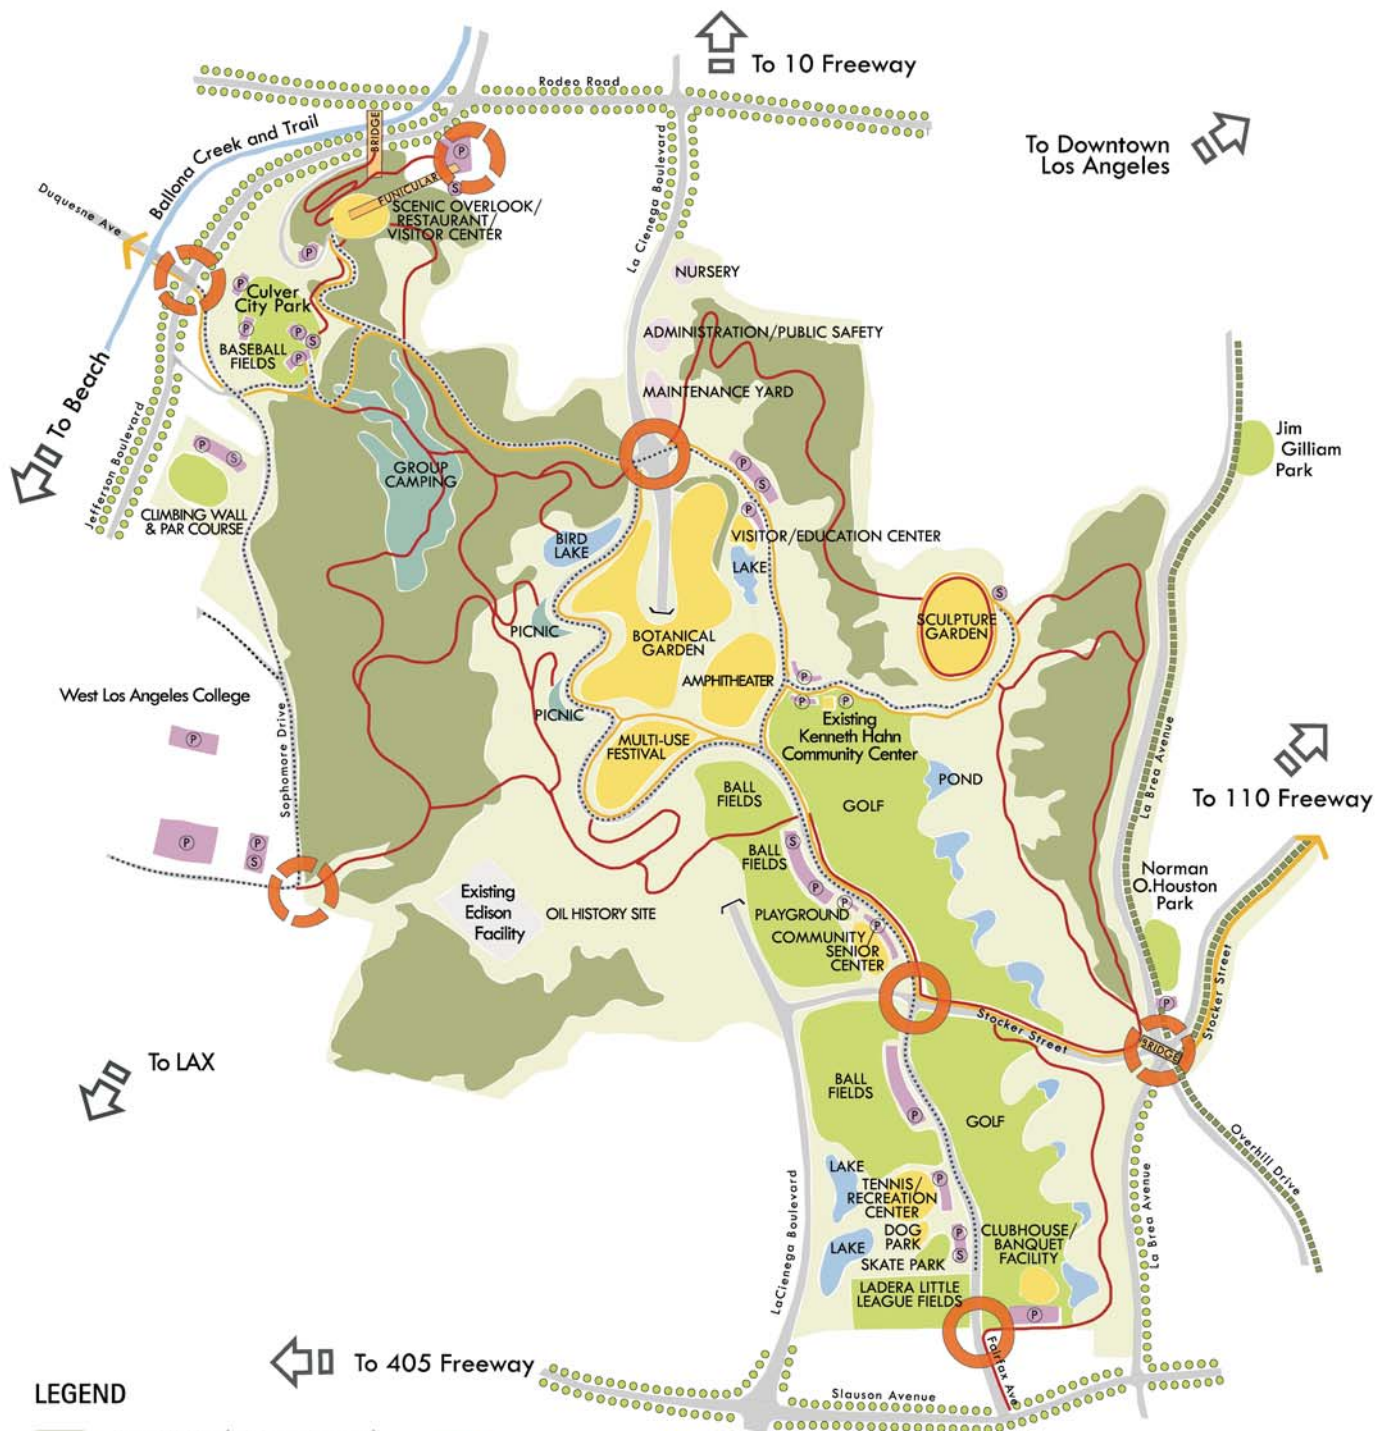 To 10 Freeway
Rodeo Road
To Downtown
Los Angeles
Ballona Creek and Trail
BRIDGE
P
S
FUNICULAR
SCENIC OVERLOOK/
RESTAURANT/
VISITOR CENTER
La Cienega Boulevard
Duquesne Ave
P
NURSERY
P
Culver
City Park
P
P
S
P
BASEBALL
FIELDS
ADMINISTRATION/PUBLIC SAFETY
To Beach
MAINTENANCE YARD
Jefferson Boulevard
Jim
Gilliam
Park
P
S
CLIMBING WALL
& PAR COURSE
GROUP
CAMPING
P
S
P
BIRD
LAKE
VISITOR/EDUCATION CENTER
LAKE
S
SCULPTURE
GARDEN
PICNIC
BOTANICAL
GARDEN
AMPHITHEATER
P
P
P
West Los Angeles College
P
PICNIC
Existing
Kenneth Hahn
Community Center
MULTI-USE
FESTIVAL
Sophomore Drive
La Brea Avenue
POND
BALL
FIELDS
GOLF
To 110 Freeway
P
P
S
BALL
FIELDS
S
P
P
P
PLAYGROUND
COMMUNITY/
SENIOR
CENTER
Norman
O.Houston
Park
Existing
Edison
Facility
OIL HISTORY SITE
Stocker Street
Stocker Street
P
BRIDGE
To LAX
BALL
FIELDS
P
GOLF
Overhill Drive
LAKE
TENNIS/
RECREATION
CENTER
P
La Brea Avenue
LaCienega Boulevard
DOG
PARK
P
S
LAKE
SKATE PARK
CLUBHOUSE/
BANQUET
FACILITY
LADERA LITTLE
LEAGUE FIELDS
P
Fairfax Ave
To 405 Freeway
Slauson Avenue
LEGEND